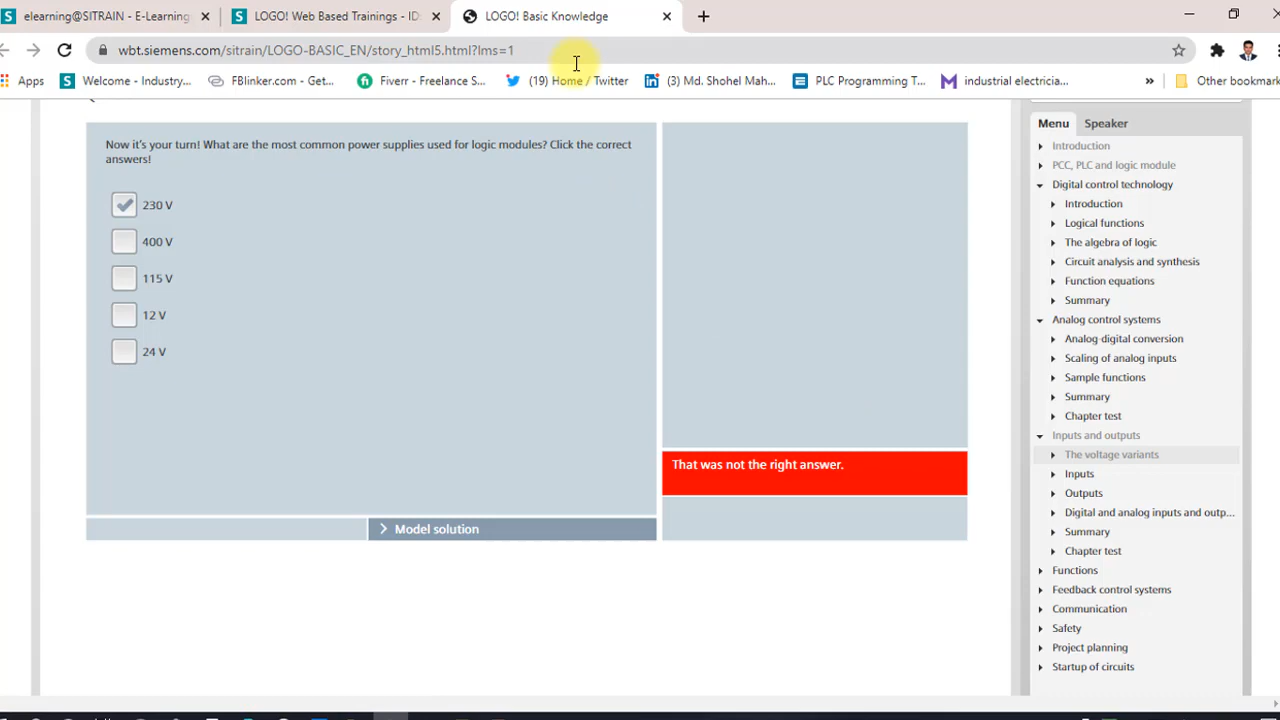 elearning@SITRAIN - E-Learning
LOGO! Web Based Trainings - ID:
LOGO! Basic Knowledge
wbt.siemens.com/sitrain/LOGO-BASIC_EN/story_html5.html?lms=1
Apps
Welcome - Industry...
FBlinker.com - Get...
Fiverr - Freelance S...
(19) Home / Twitter
(3) Md. Shohel Mah...
PLC Programming T...
industrial electricia...
»
Other bookmark
Now it's your turn! What are the most common power supplies used for logic modules? Click the correct
answers!
230 V
400 V
115 V
12 V
24 V
That was not the right answer.
Model solution
Menu
Speaker
Introduction
PCC, PLC and logic module
Digital control technology
Introduction
Logical functions
The algebra of logic
Circuit analysis and synthesis
Function equations
Summary
Analog control systems
Analog-digital conversion
Scaling of analog inputs
Sample functions
Summary
Chapter test
Inputs and outputs
The voltage variants
Inputs
Outputs
Digital and analog inputs and outp...
Summary
Chapter test
Functions
Feedback control systems
Communication
Safety
Project planning
Startup of circuits